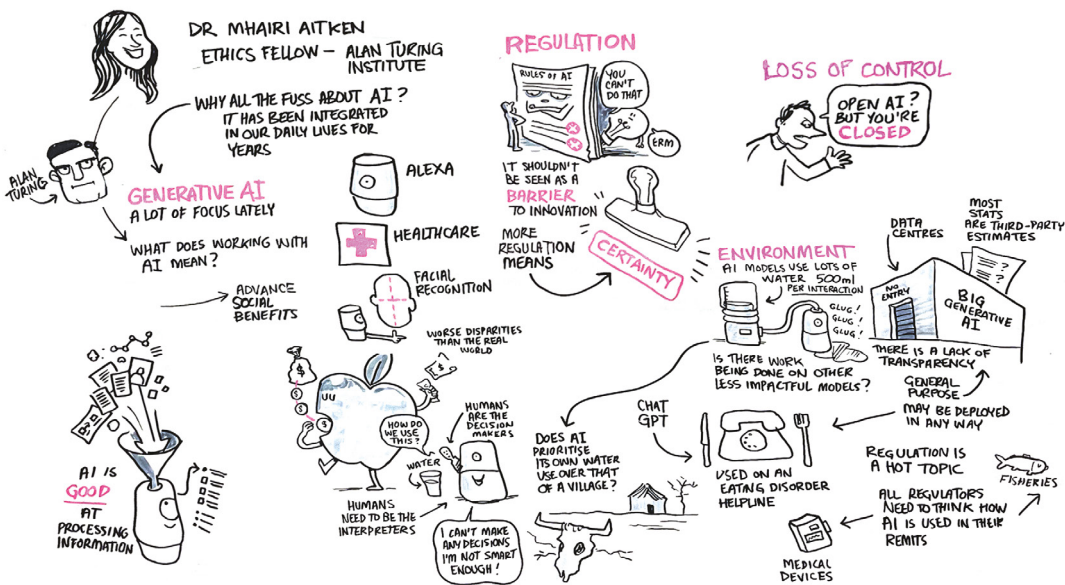 DR MHAIRI AITKEN
ETHICS FELLOW – ALAN TURING
INSTITUTE
WHY ALL THE FUSS ABOUT AI?
IT HAS BEEN INTEGRATED
IN OUR DAILY LIVES FOR
YEARS
ALAN
TURING
GENERATIVE AI
A LOT OF FOCUS LATELY
WHAT DOES WORKING WITH
AI MEAN?
ADVANCE
SOCIAL
BENEFITS
AI IS
GOOD
AT
PROCESSING
INFORMATION
ALEXA
HEALTHCARE
FACIAL
RECOGNITION
WORSE DISPARITIES
THAN THE REAL
WORLD
$
$
$
$
$
HOW DO
WE USE
THIS?
HUMANS
ARE THE
DECISION
MAKERS
WATER
HUMANS
NEED TO BE THE
INTERPRETERS
I CAN'T MAKE
ANY DECISIONS
I'M NOT SMART
ENOUGH!
REGULATION
RULES OF AI
YOU
CAN'T
DO THAT
ERM
IT SHOULDN'T
BE SEEN AS A
BARRIER
TO INNOVATION
MORE
REGULATION
MEANS
CERTAINTY
LOSS OF CONTROL
OPEN AI?
BUT YOU'RE
CLOSED
ENVIRONMENT
AI MODELS USE LOTS OF
WATER 500ml
PER INTERACTION
GLUG!
GLUG!
GLUG!
IS THERE WORK
BEING DONE ON OTHER
LESS IMPACTFUL MODELS?
DATA
CENTRES
MOST
STATS
ARE THIRD-PARTY
ESTIMATES
?
?
NO
ENTRY
BIG
GENERATIVE
AI
THERE IS A LACK OF
TRANSPARENCY
GENERAL
PURPOSE
MAY BE DEPLOYED
IN ANY WAY
DOES AI
PRIORITISE
ITS OWN WATER
USE OVER THAT
OF A VILLAGE?
CHAT
GPT
USED ON AN
EATING DISORDER
HELPLINE
REGULATION IS
A HOT TOPIC
FISHERIES
ALL REGULATORS
NEED TO THINK HOW
AI IS USED IN THEIR
REMITS
MEDICAL
DEVICES